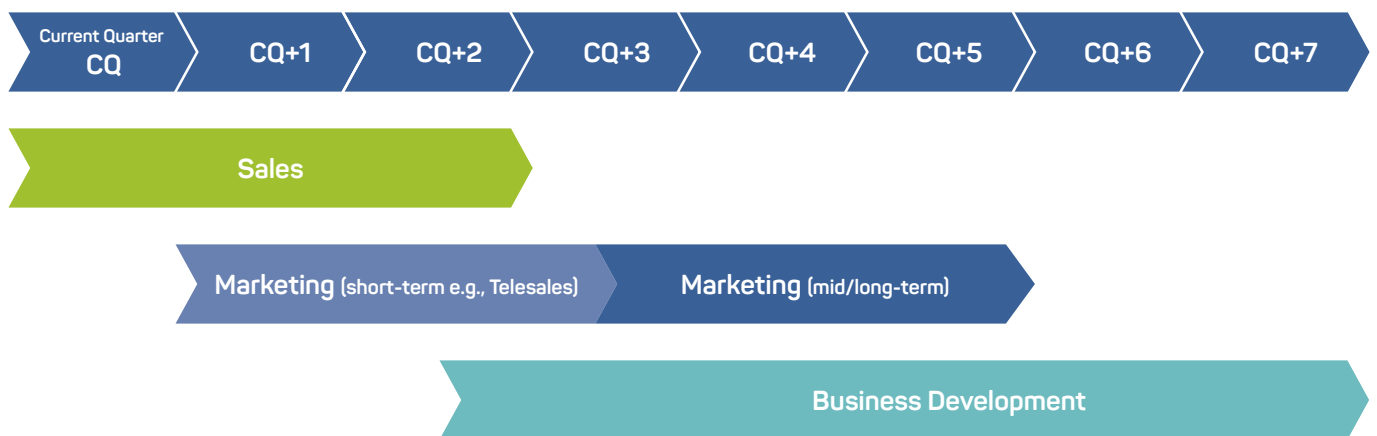 Current Quarter
CQ
CQ+1
CQ+2
CQ+3
CQ+4
CQ+5
CQ+6
CQ+7
Sales
Marketing (short-term e.g., Telesales)
Marketing (mid/long-term)
Business Development